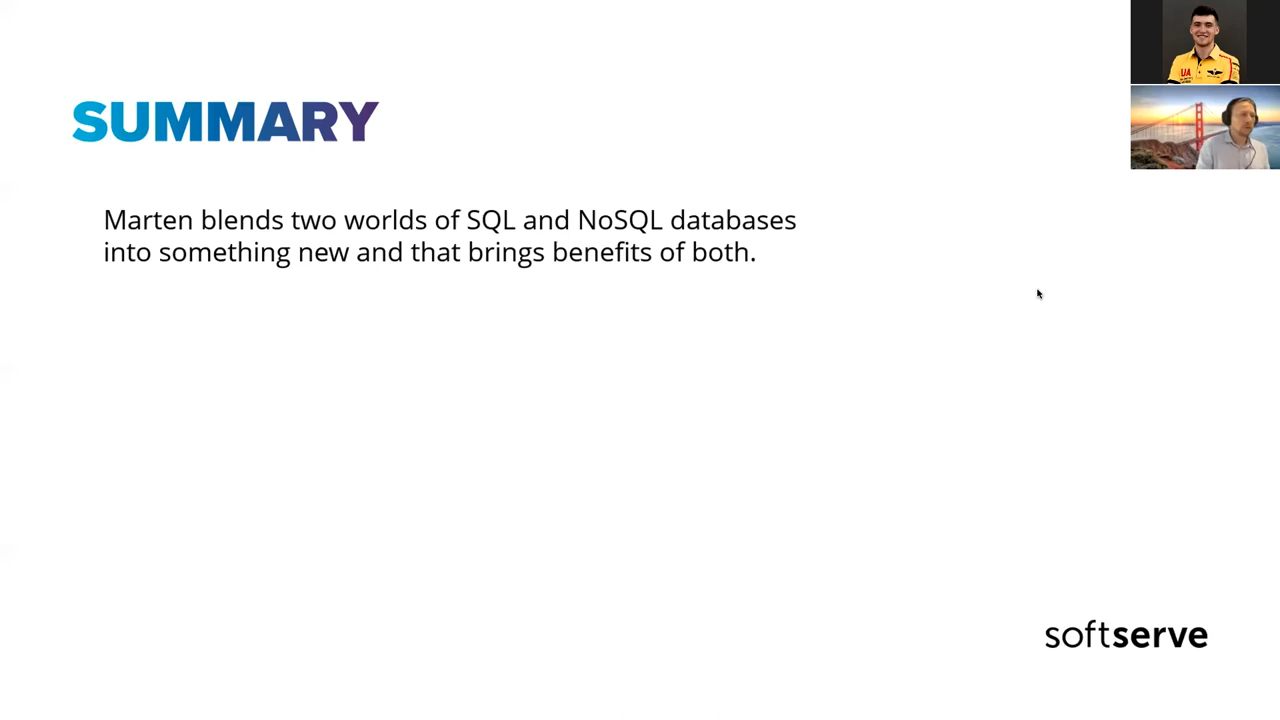 SUMMARY
Marten blends two worlds of SQL and NoSQL databases
into something new and that brings benefits of both.
UA
softserve